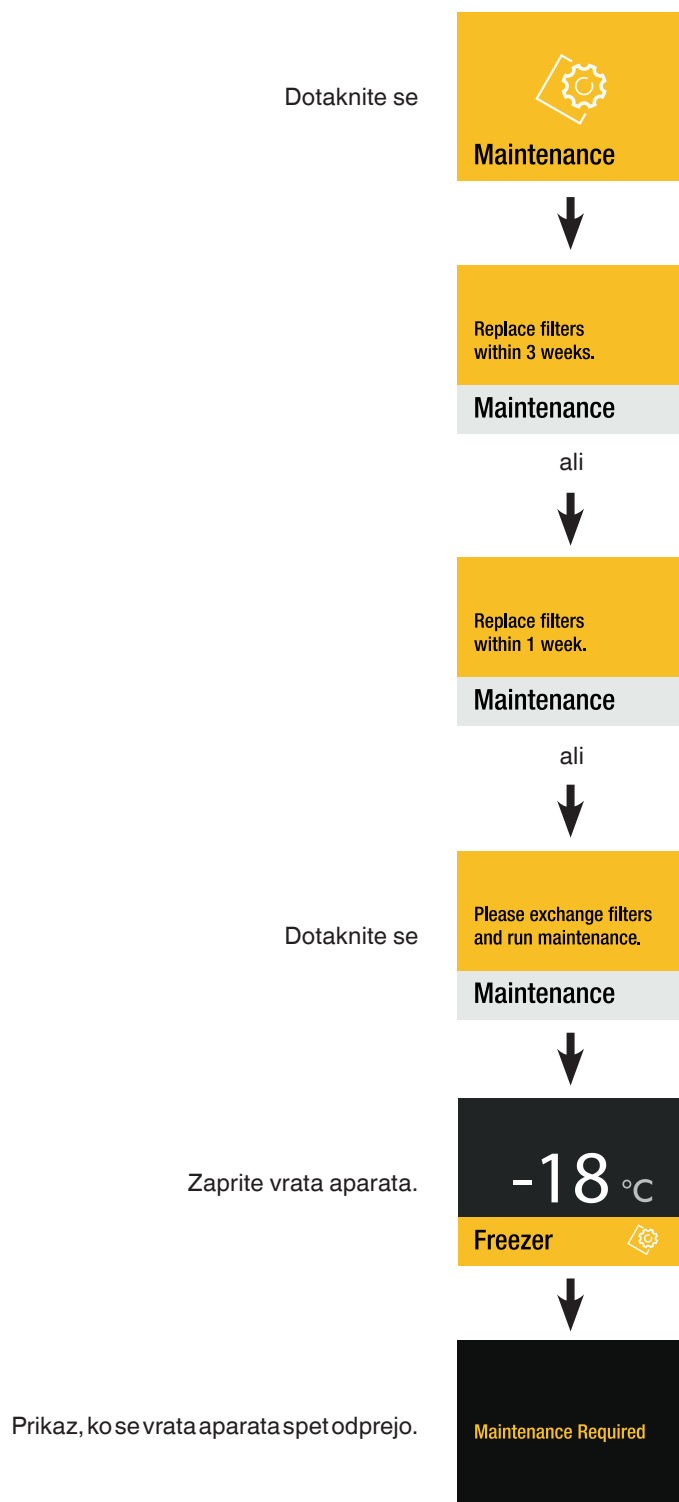 Dotaknite se
Maintenance
Replace filters
within 3 weeks.
Maintenance
ali
Replace filters
within 1 week.
Maintenance
ali
Dotaknite se
Please exchange filters
and run maintenance.
Maintenance
Zaprite vrata aparata.
-18 °C
Freezer
Prikaz, ko se vrata aparata spet odprejo.
Maintenance Required